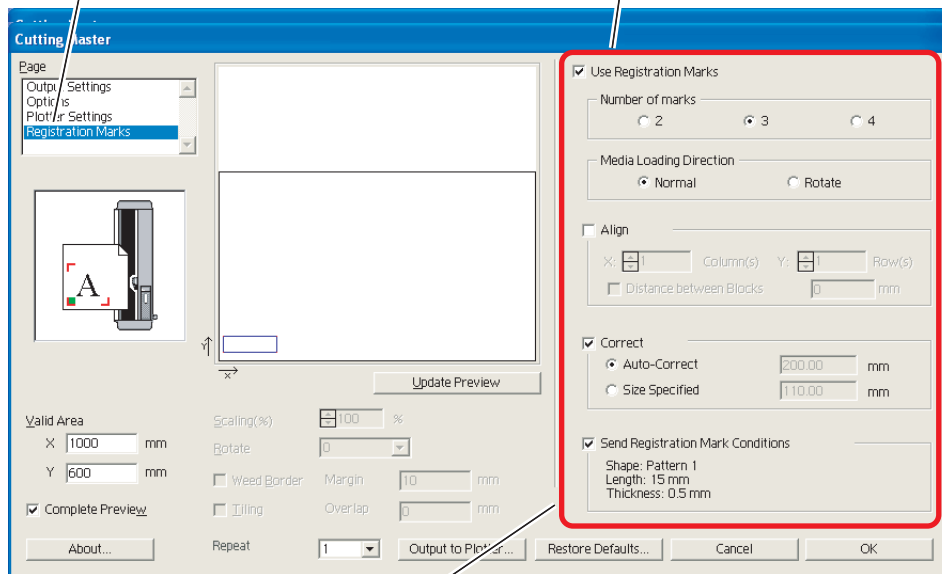 Cutting Master
Page
Output Settings
Options
Plotter Settings
Registration Marks
A
Y
X
Update Preview
Valid Area
X 1000 mm
Y 600 mm
Complete Preview
About...
Scaling(%) 100 %
Rotate 0
Weed Border Margin 10 mm
Tiling Overlap 0 mm
Repeat 1
Output to Plotter...
Restore Defaults...
Cancel
OK
Use Registration Marks
Number of marks
2 3 4
Media Loading Direction
Normal Rotate
Align
X: 1 Column(s) Y: 1 Row(s)
Distance between Blocks 0 mm
Correct
Auto-Correct 200.00 mm
Size Specified 110.00 mm
Send Registration Mark Conditions
Shape: Pattern 1
Length: 15 mm
Thickness: 0.5 mm